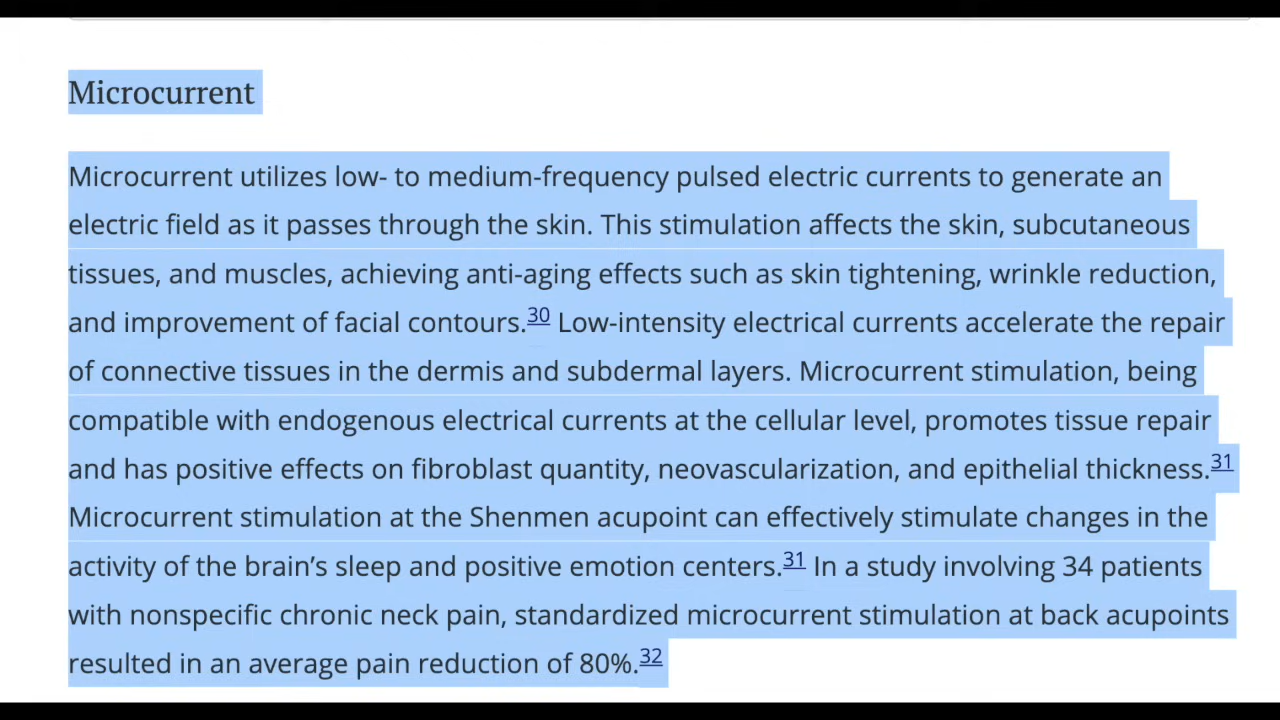 Microcurrent
Microcurrent utilizes low- to medium-frequency pulsed electric currents to generate an
electric field as it passes through the skin. This stimulation affects the skin, subcutaneous
tissues, and muscles, achieving anti-aging effects such as skin tightening, wrinkle reduction,
and improvement of facial contours.30 Low-intensity electrical currents accelerate the repair
of connective tissues in the dermis and subdermal layers. Microcurrent stimulation, being
compatible with endogenous electrical currents at the cellular level, promotes tissue repair
and has positive effects on fibroblast quantity, neovascularization, and epithelial thickness.31
Microcurrent stimulation at the Shenmen acupoint can effectively stimulate changes in the
activity of the brain’s sleep and positive emotion centers.31 In a study involving 34 patients
with nonspecific chronic neck pain, standardized microcurrent stimulation at back acupoints
resulted in an average pain reduction of 80%.32